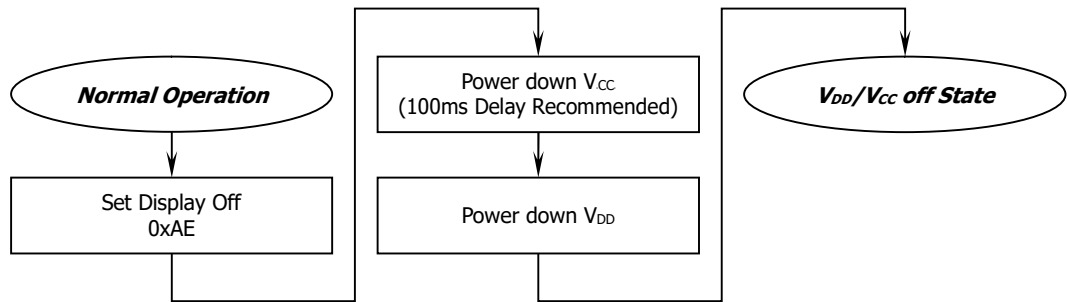 Normal Operation
Set Display Off
0xAE
Power down VCC
(100ms Delay Recommended)
Power down VDD
VDD/VCC off State